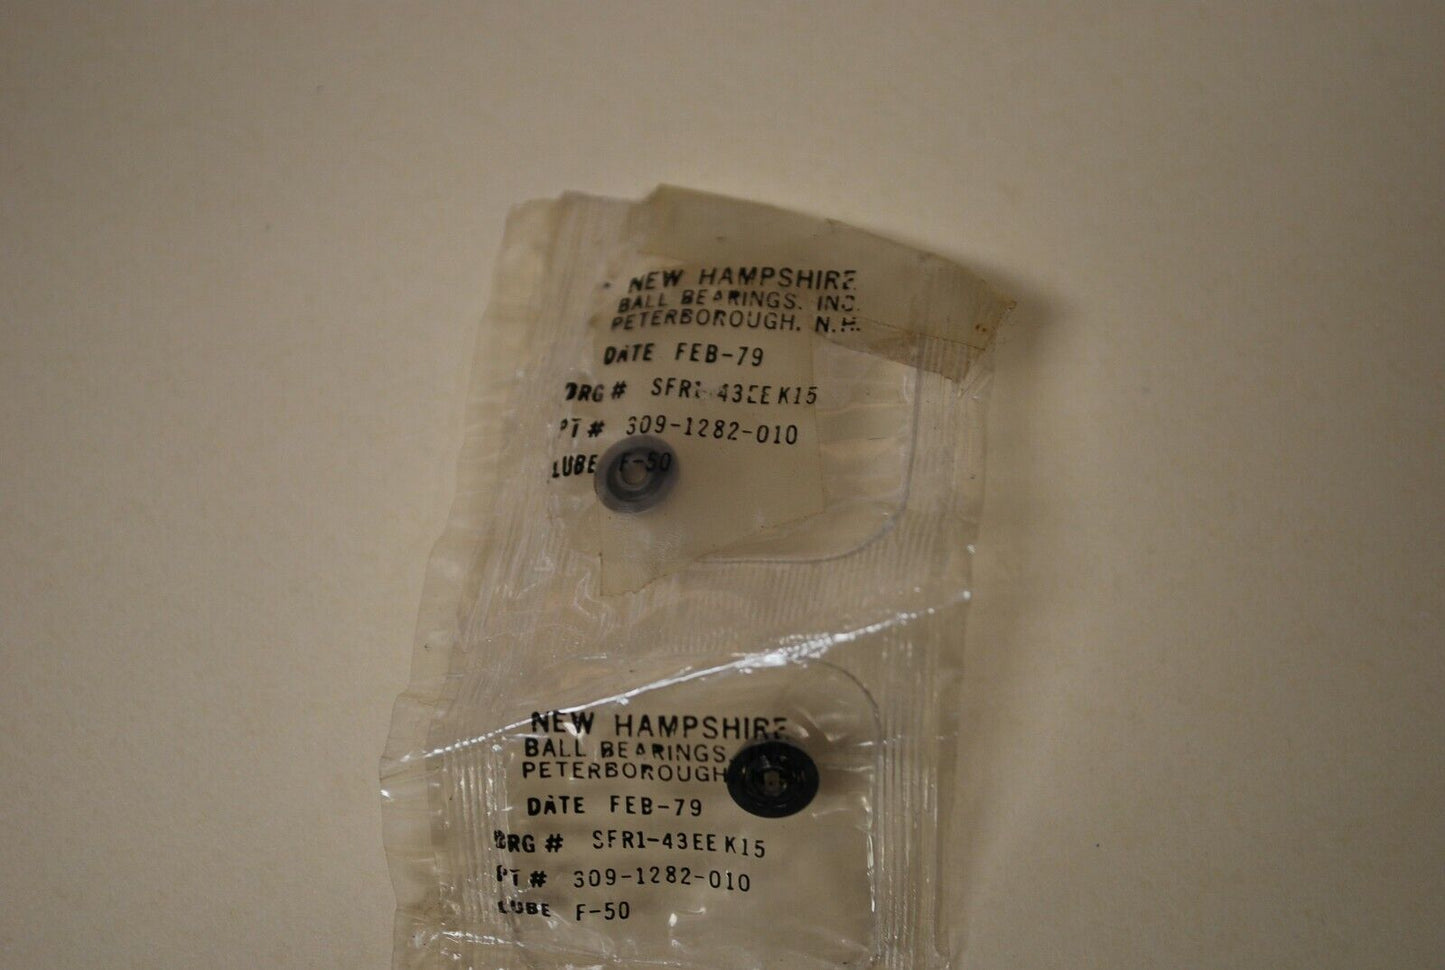 NEW HAMPSHIRE
BALL BEARINGS, INC.
PETERBOROUGH, N.H.
DATE FEB-79
BRG # SFR1-43EE K15
PT # 309-1282-010
LUBE F-50
NEW HAMPSHIRE
BALL BEARINGS,
PETERBOROUGH
DATE FEB-79
BRG # SFR1-43EE K15
PT # 309-1282-010
LUBE F-50